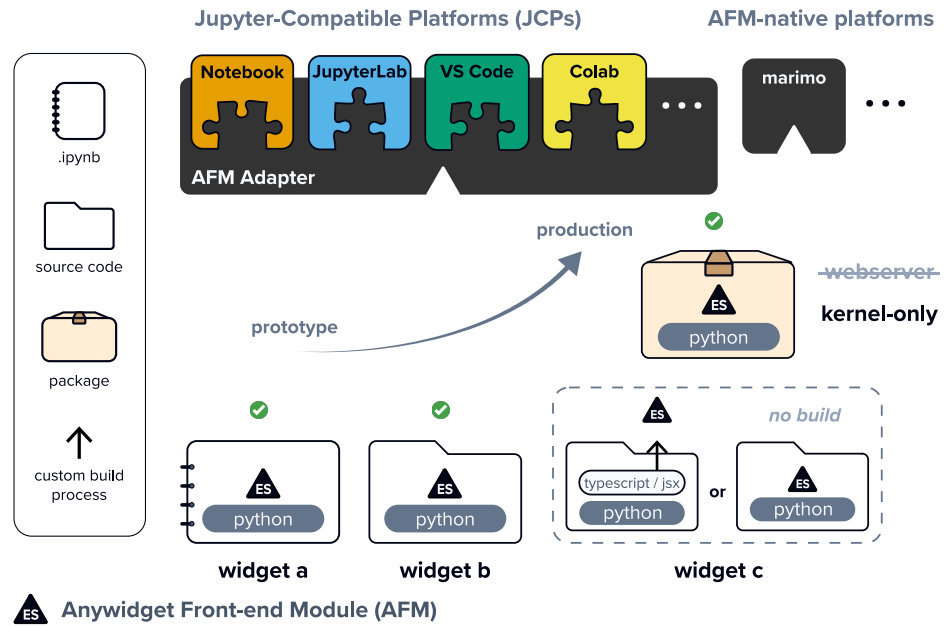 Jupyter-Compatible Platforms (JCPs)
AFM-native platforms
Notebook
JupyterLab
VS Code
Colab
marimo
AFM Adapter
.ipynb
source code
package
custom build
process
prototype
production
ES
python
webserver
kernel-only
ES
python
widget a
ES
python
widget b
ES
no build
typescript / jsx
python
or
ES
python
widget c
ES
Anywidget Front-end Module (AFM)